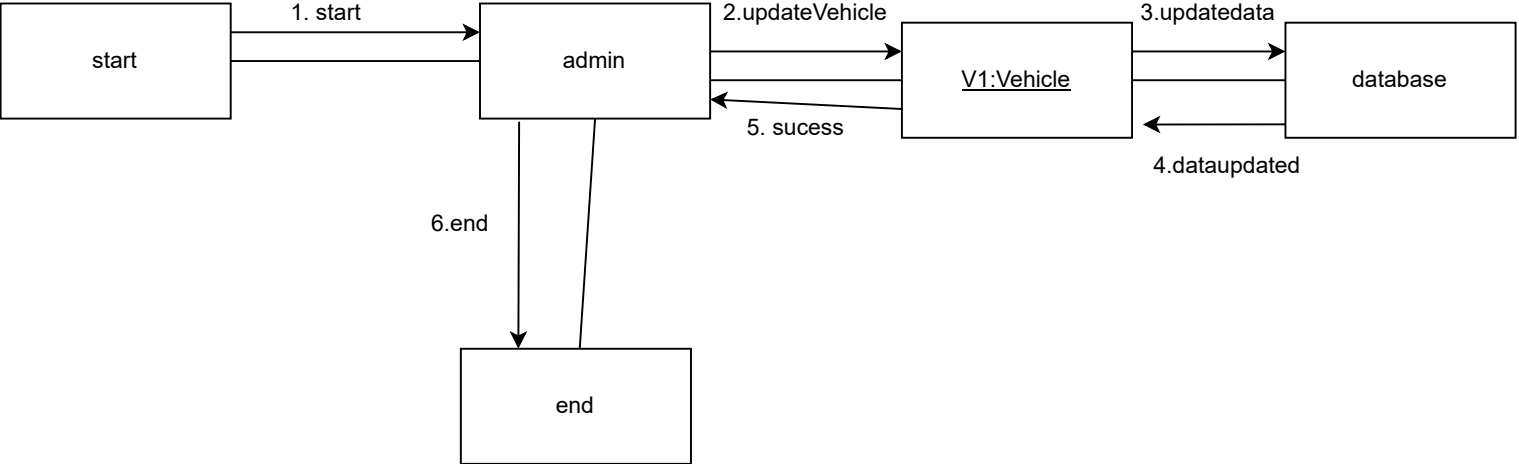 1. start
2.updateVehicle
3.updatedata
start
admin
V1:Vehicle
database
5. sucess
4.dataupdated
6.end
end